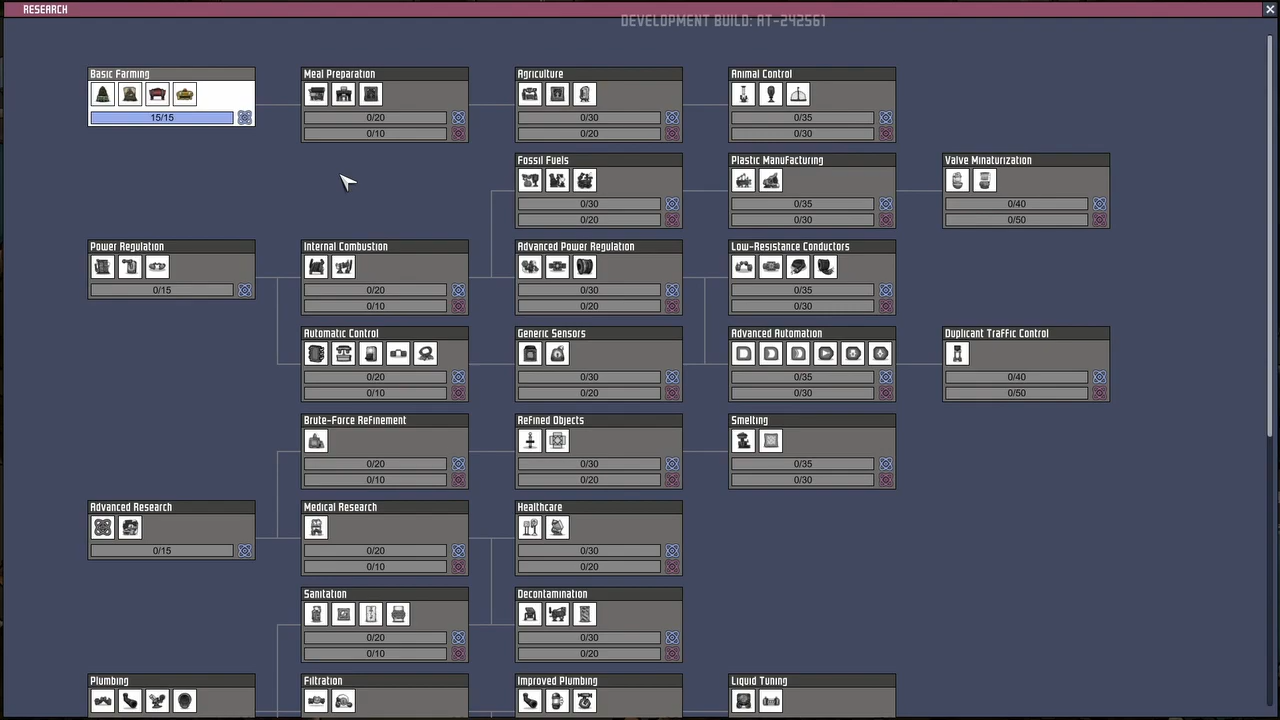 RESEARCH
DEVELOPMENT BUILD: AT-242561
Basic Farming
Meal Preparation
Agriculture
Animal Control
15/15
0/20
0/30
0/35
0/10
0/20
0/30
Fossil Fuels
Plastic Manufacturing
Valve Minaturization
0/30
0/35
0/40
0/20
0/30
0/50
Power Regulation
Internal Combustion
Advanced Power Regulation
Low-Resistance Conductors
0/15
0/20
0/30
0/35
0/10
0/20
0/30
Automatic Control
Generic Sensors
Advanced Automation
Duplicant Traffic Control
0/20
0/30
0/35
0/40
0/10
0/20
0/30
0/50
Brute-Force Refinement
Refined Objects
Smelting
0/20
0/30
0/35
0/10
0/20
0/30
Advanced Research
Medical Research
Healthcare
0/15
0/20
0/30
0/10
0/20
Sanitation
Decontamination
0/20
0/30
0/10
0/20
Plumbing
Filtration
Improved Plumbing
Liquid Tuning